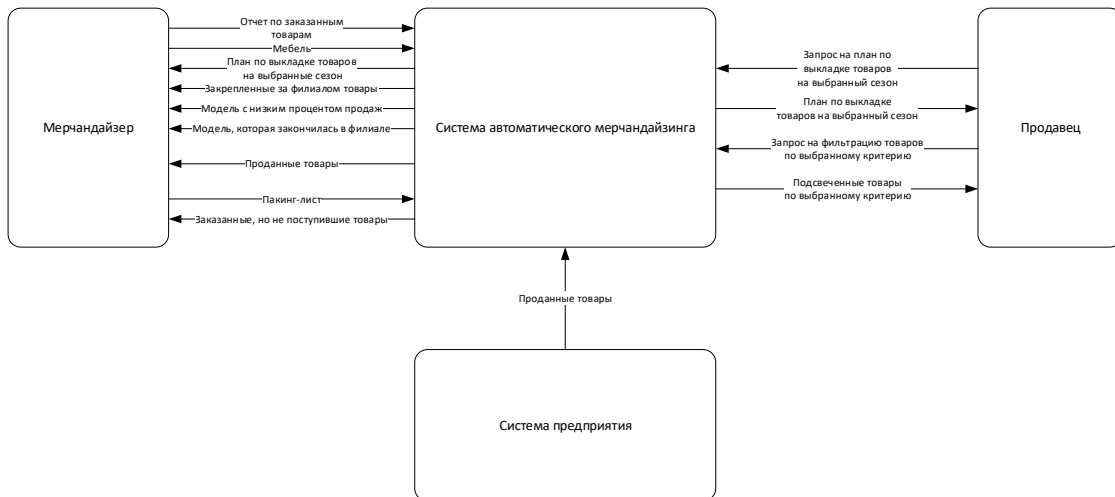 Мерчандайзер
Отчет по заказанным
товарам
Мебель
План по выкладке товаров
на выбранные сезон
Закрепленные за филиалом товары
Модель с низким процентом продаж
Модель, которая закончилась в филиале
Проданные товары
Пакинг-лист
Заказанные, но не поступившие товары
Система автоматического мерчандайзинга
Запрос на план по
выкладке товаров
на выбранный сезон
План по выкладке
товаров на выбранный сезон
Запрос на фильтрацию товаров
по выбранному критерию
Подсвеченные товары
по выбранному критерию
Продавец
Проданные товары
Система предприятия